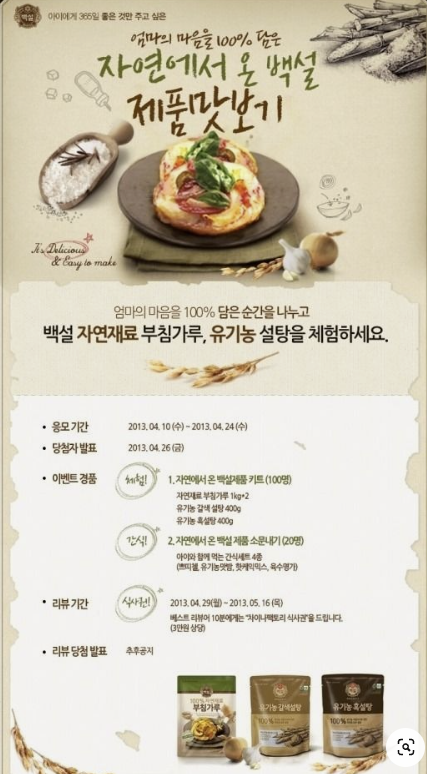 백설
아이에게 365일 좋은 것만 주고 싶은
엄마의 마음을 100% 담은
자연에서 온 백설
제품맛보기
It's Delicious
& Easy to make
엄마의 마음을 100% 담은 순간을 나누고
백설 자연재료 부침가루, 유기농 설탕을 체험하세요.
• 응모 기간 2013. 04. 10 (수) ~ 2013. 04. 24 (수)
• 당첨자 발표 2013. 04. 26 (금)
• 이벤트 경품 체험! 1. 자연에서 온 백설제품 키트 (100명)
자연재료 부침가루 1kg*2
유기농 갈색 설탕 400g
유기농 흑설탕 400g
간식! 2. 자연에서 온 백설 제품 소문내기 (20명)
아이와 함께 먹는 간식세트 4종
(쁘띠첼, 유기농맛밤, 핫케익믹스, 육수명가)
• 리뷰 기간 식사권! 2013. 04. 29(월) ~ 2013. 05. 16 (목)
베스트 리뷰어 10분에게는 "차이나팩토리 식사권"을 드립니다.
(3만원 상당)
• 리뷰 당첨 발표 추후공지
100% 자연재료
부침가루
유기농 갈색설탕
100%
유기농 흑설탕
100%